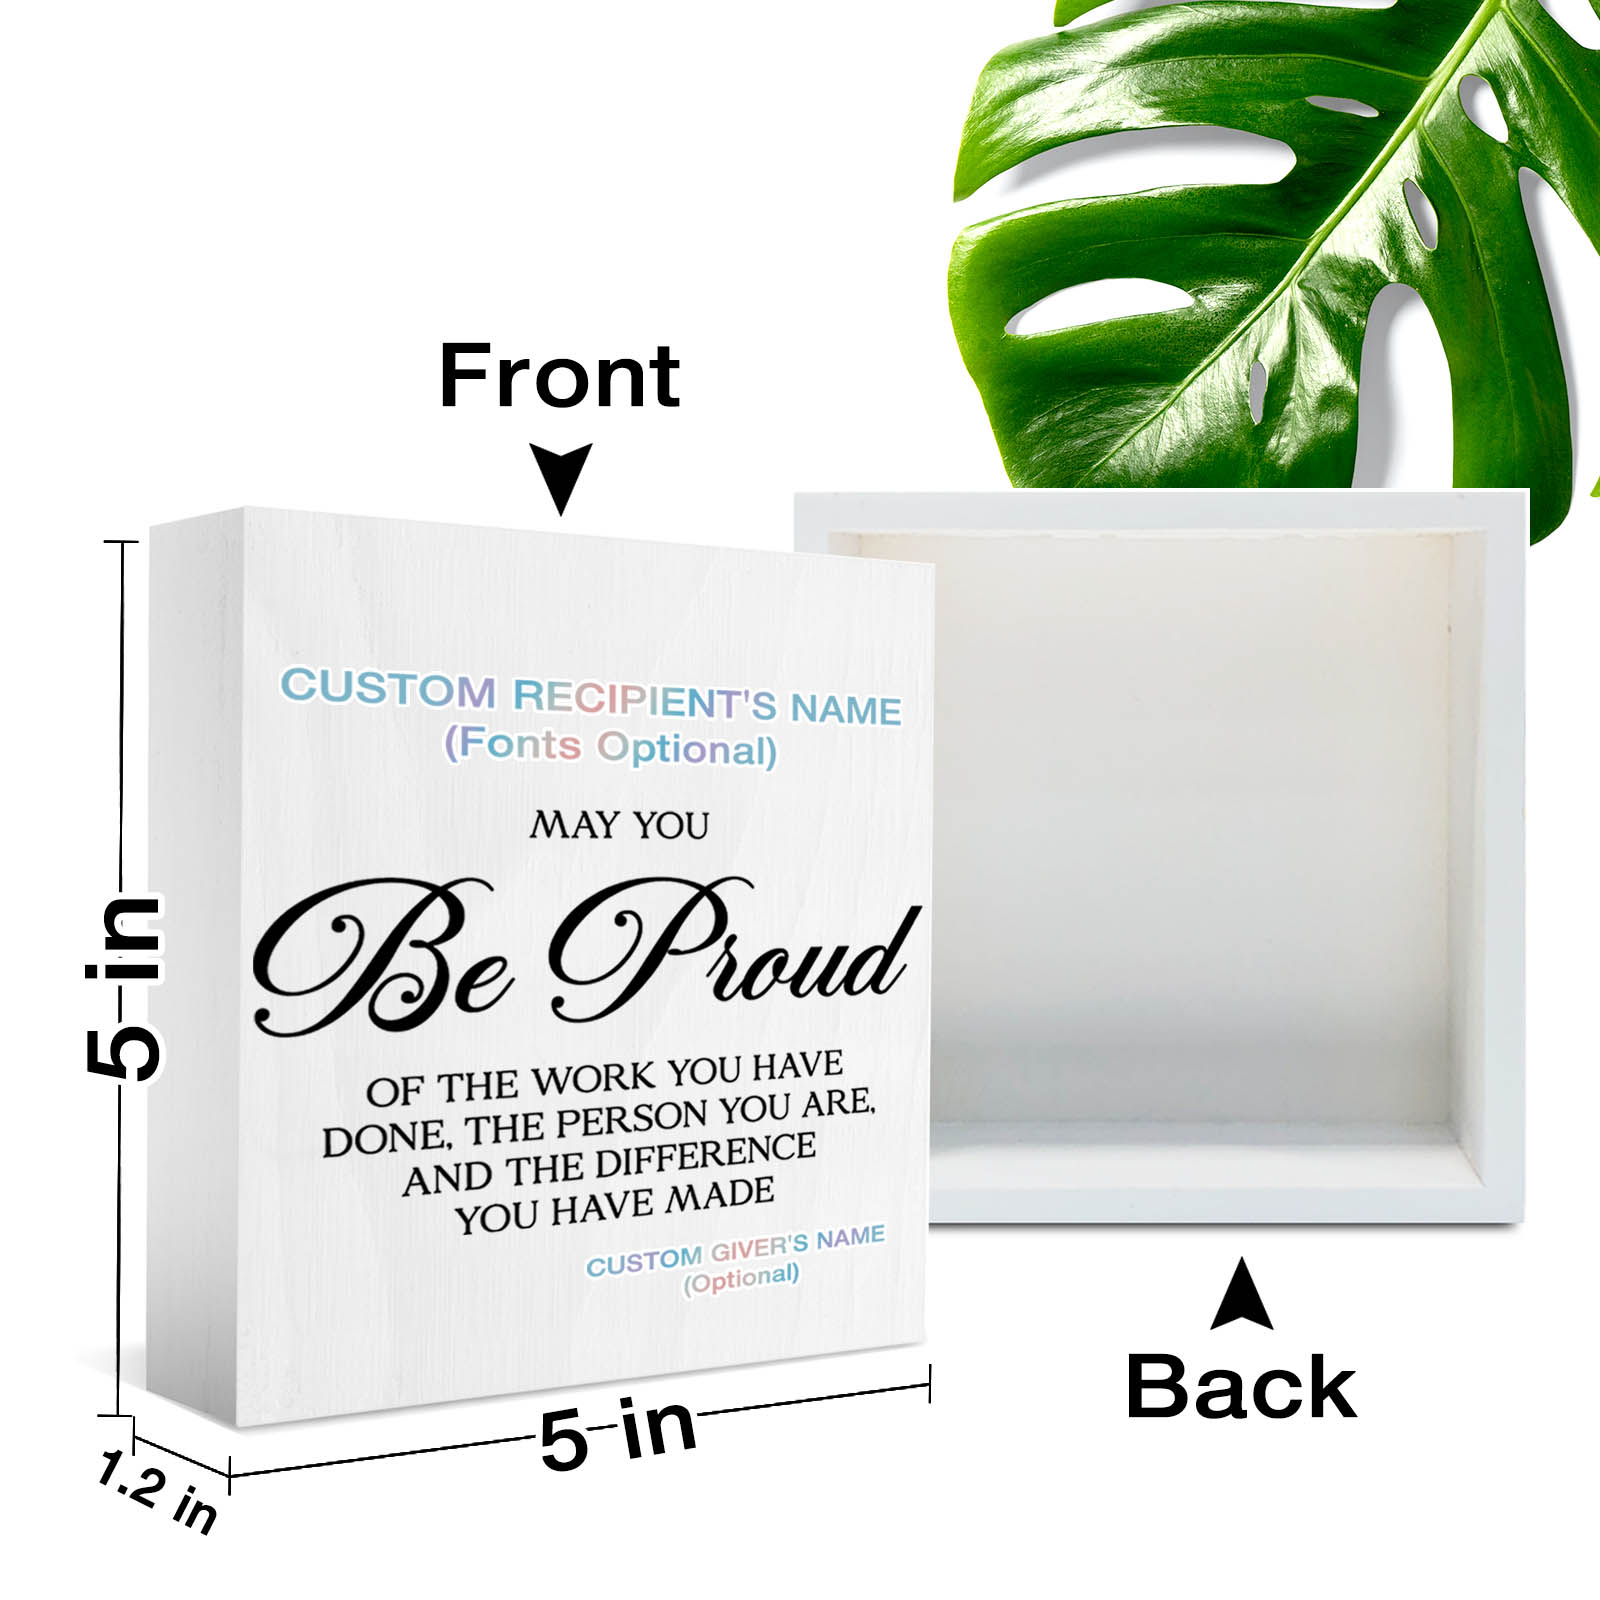 Front
CUSTOM RECIPIENT'S NAME
(Fonts Optional)
MAY YOU
Be Proud
OF THE WORK YOU HAVE
DONE, THE PERSON YOU ARE,
AND THE DIFFERENCE
YOU HAVE MADE
CUSTOM GIVER'S NAME
(Optional)
5 in
5 in
1.2 in
Back